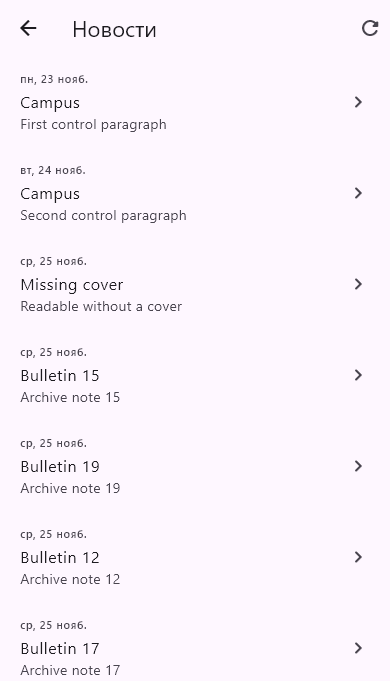 Новости
пн, 23 нояб.
Campus
First control paragraph
вт, 24 нояб.
Campus
Second control paragraph
ср, 25 нояб.
Missing cover
Readable without a cover
ср, 25 нояб.
Bulletin 15
Archive note 15
ср, 25 нояб.
Bulletin 19
Archive note 19
ср, 25 нояб.
Bulletin 12
Archive note 12
ср, 25 нояб.
Bulletin 17
Archive note 17